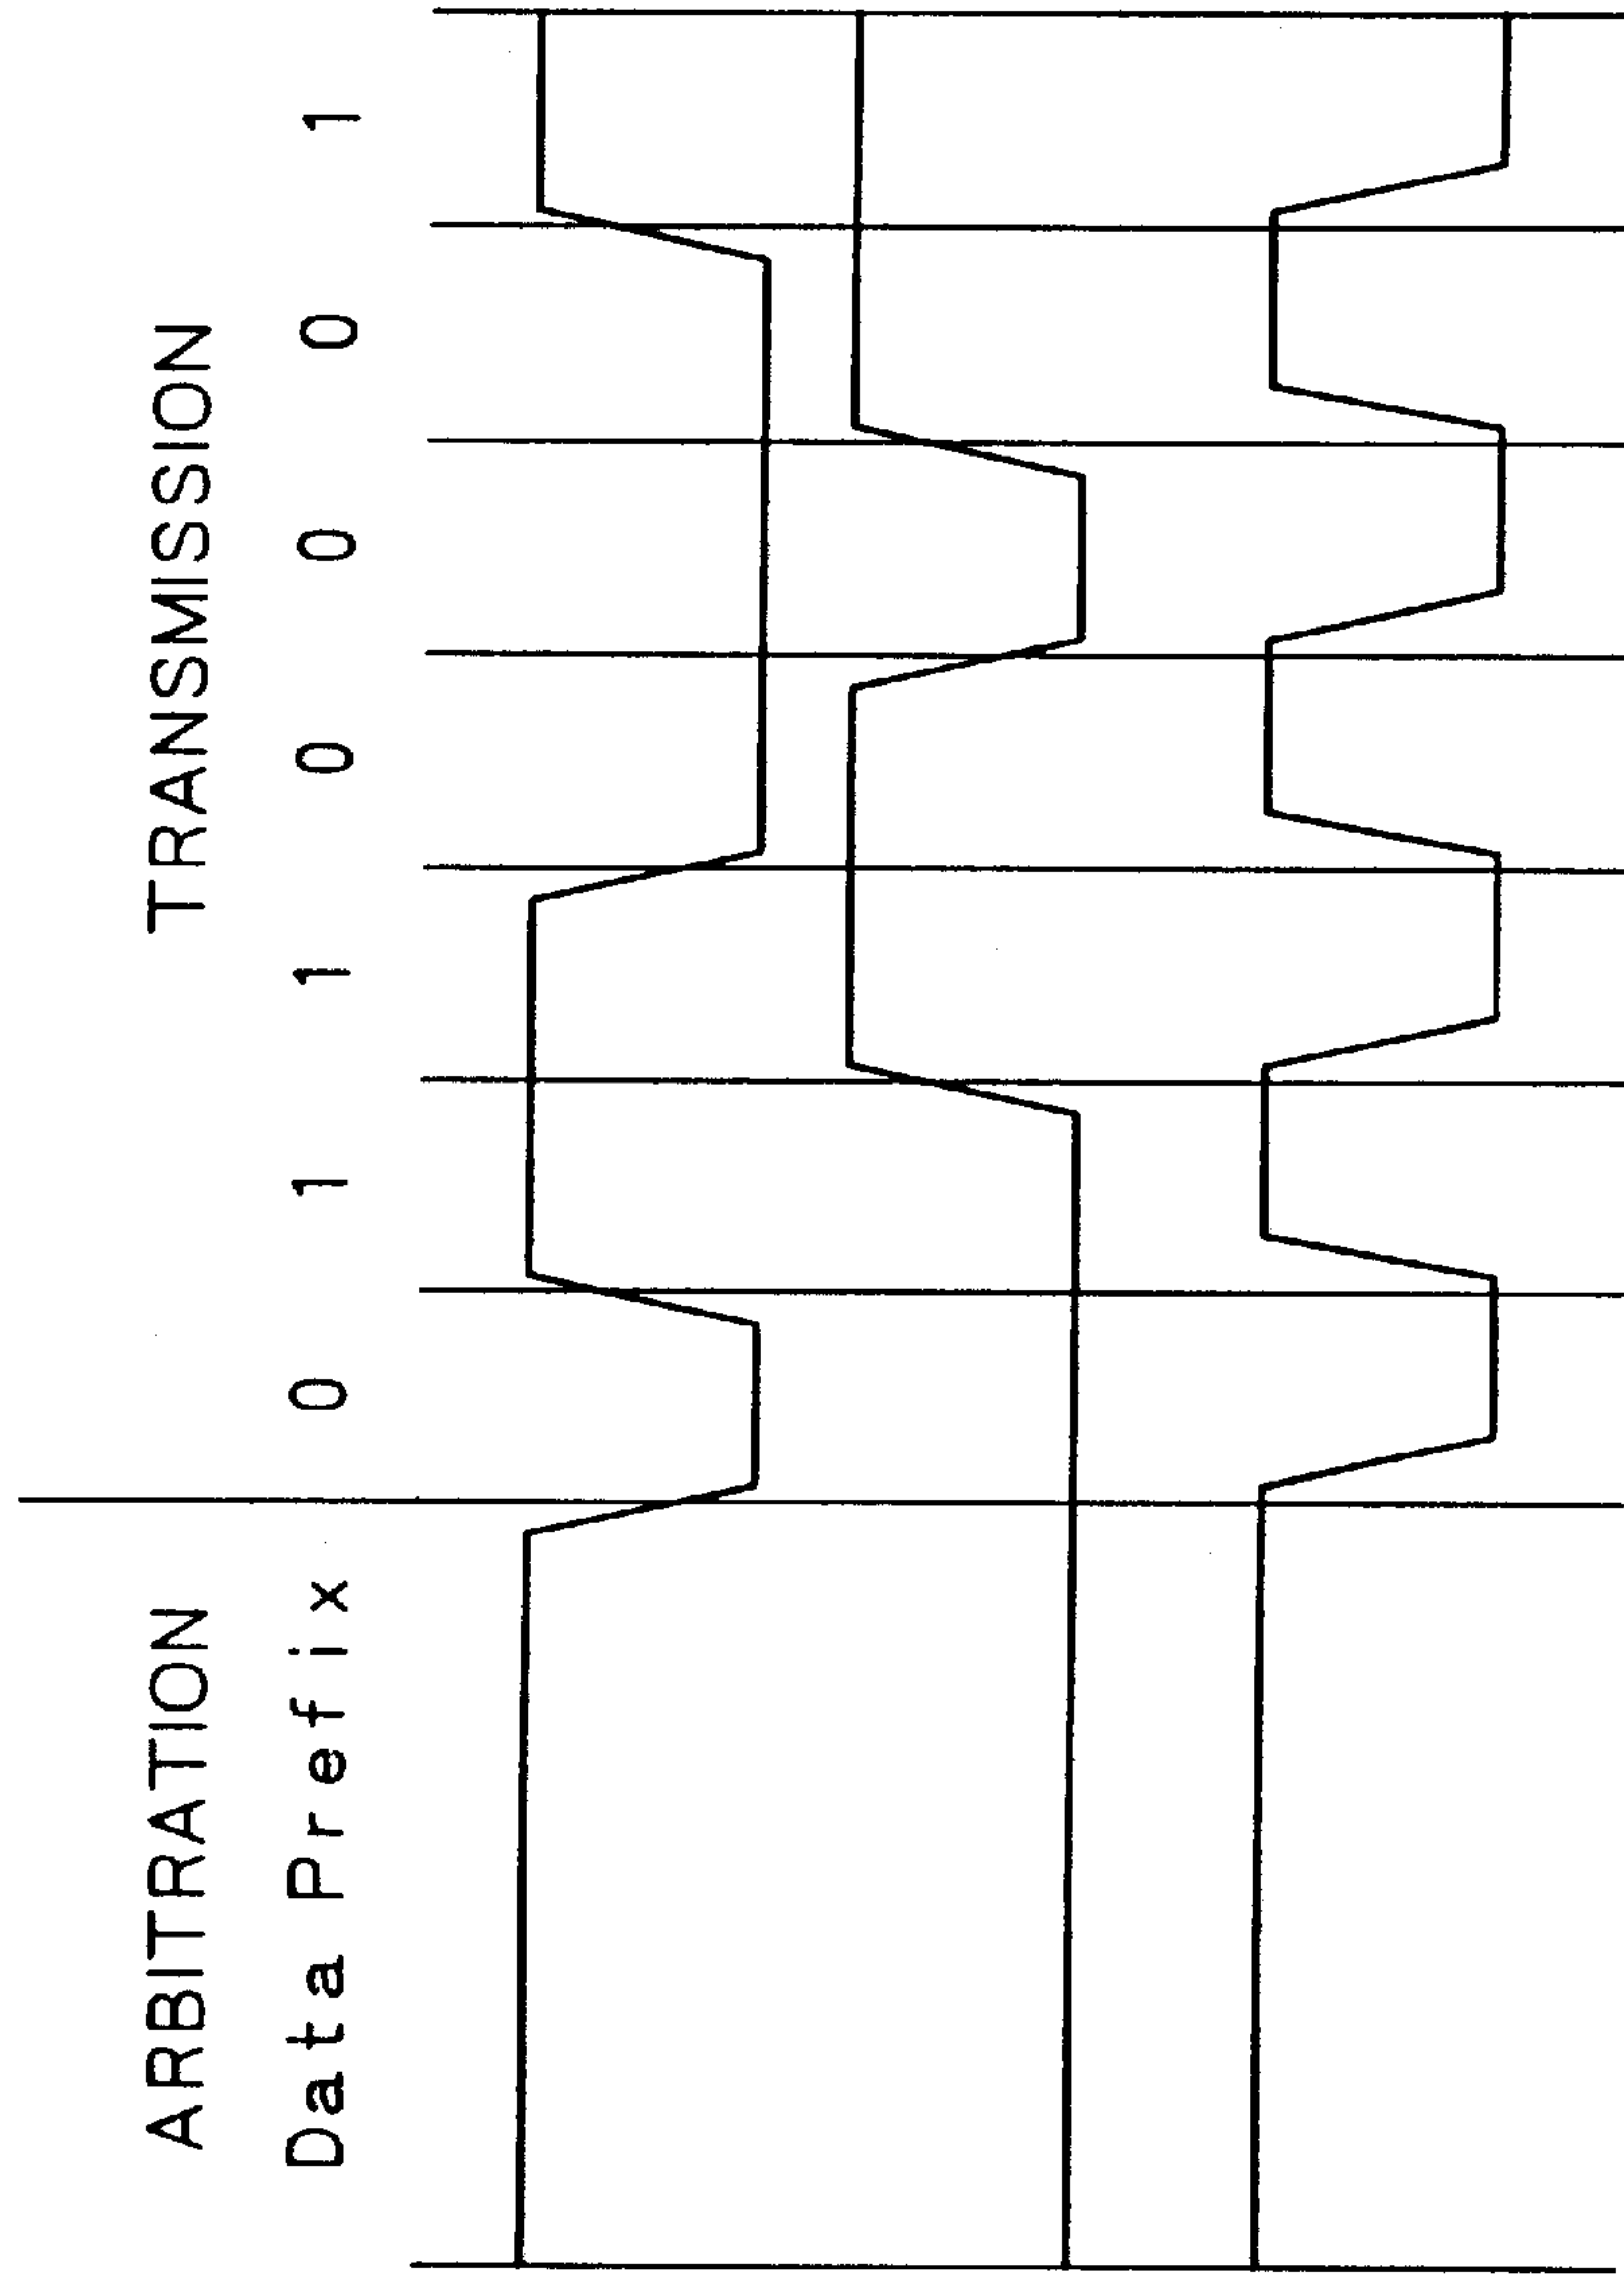 ARBITRATION TRANSMISSION
Data Prefix 0 1 1 0 0 0 1